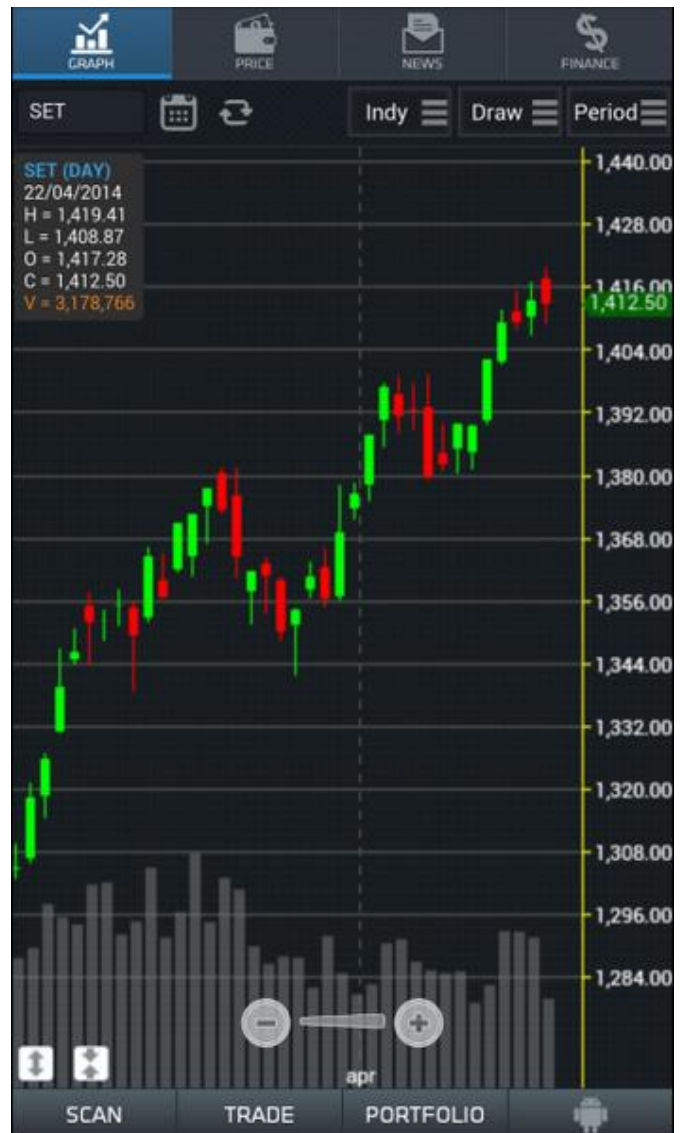 GRAPH
PRICE
NEWS
FINANCE
SET
Indy
Draw
Period
SET (DAY)
22/04/2014
H = 1,419.41
L = 1,408.87
O = 1,417.28
C = 1,412.50
V = 3,178,766
1,440.00
1,428.00
1,416.00
1,412.50
1,404.00
1,392.00
1,380.00
1,368.00
1,356.00
1,344.00
1,332.00
1,320.00
1,308.00
1,296.00
1,284.00
apr
SCAN
TRADE
PORTFOLIO